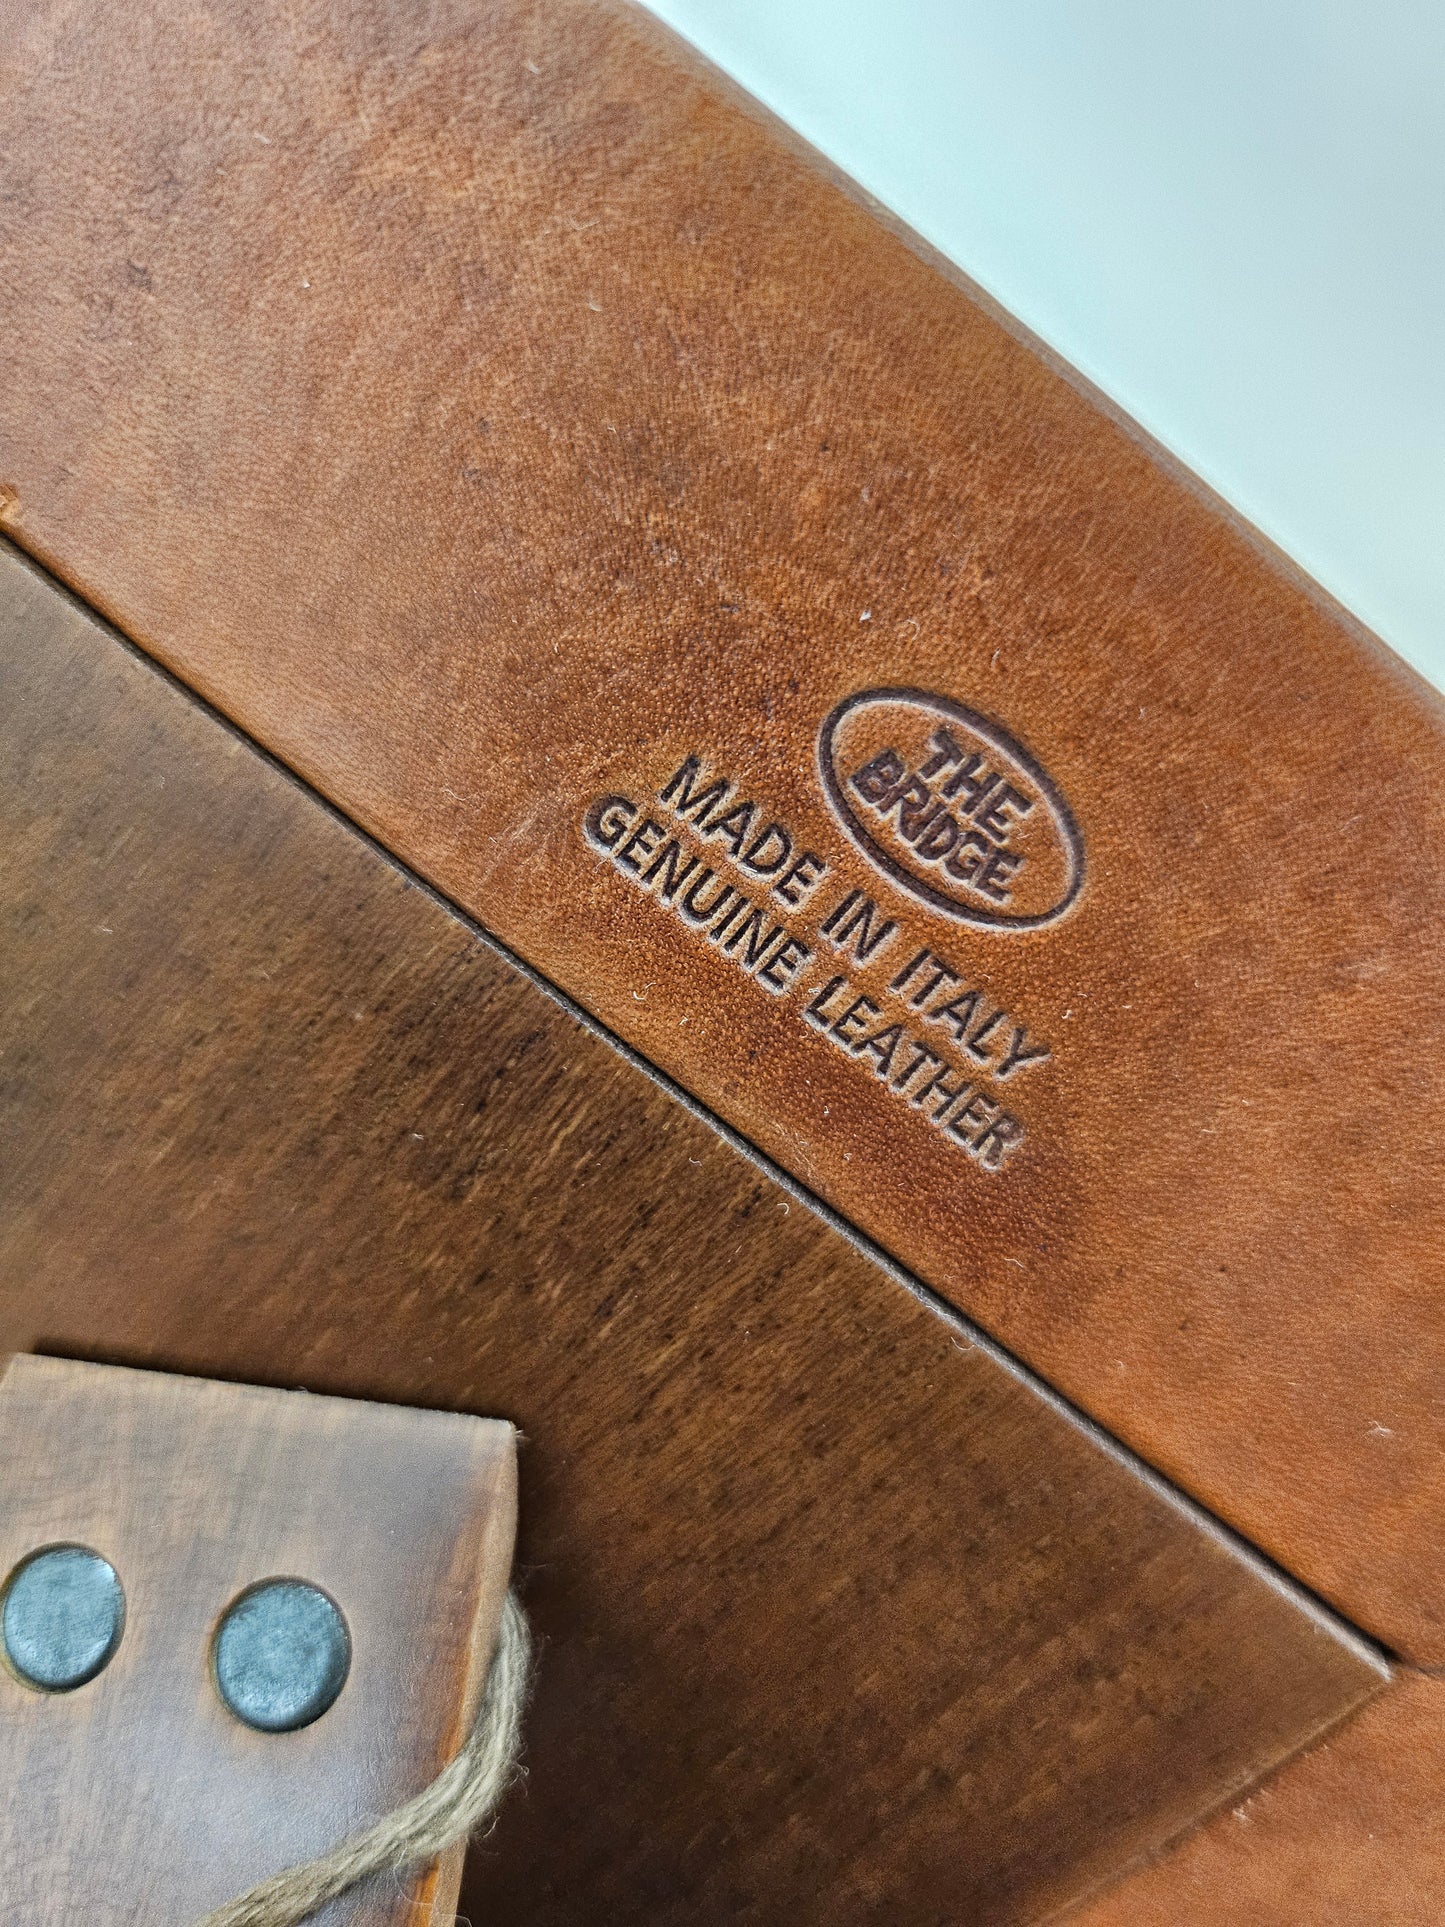 THE
BRIDGE
MADE IN ITALY
GENUINE LEATHER